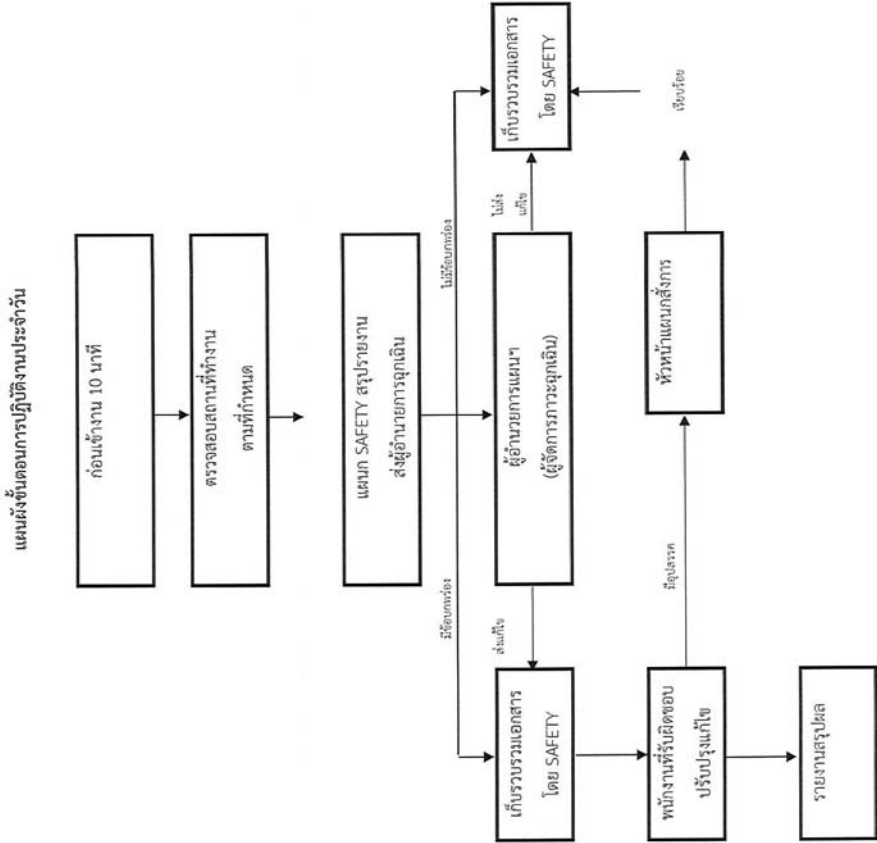 แผนผังขั้นตอนการปฏิบัติงานประจำวัน
ก่อนเข้างาน 10 นาที
ตรวจสอบสถานที่ทำงาน
ตามที่กำหนด
แผนก SAFETY สรุปรายงาน
ส่งผู้อำนายการฉุกเฉิน
มีข้อบกพร่อง
ไม่มีข้อบกพร่อง
ผู้อำนวยการแผนฯ
(ผู้จัดการภาวะฉุกเฉิน)
ส่งแก้ไข
ไม่ส่ง
แก้ไข
เก็บรวบรวมเอกสาร
โดย SAFETY
เก็บรวบรวมเอกสาร
โดย SAFETY
พนักงานที่รับผิดชอบ
ปรับปรุงแก้ไข
มีอุปสรรค
หัวหน้าแผนกสั่งการ
เรียบร้อย
รายงานสรุปผล